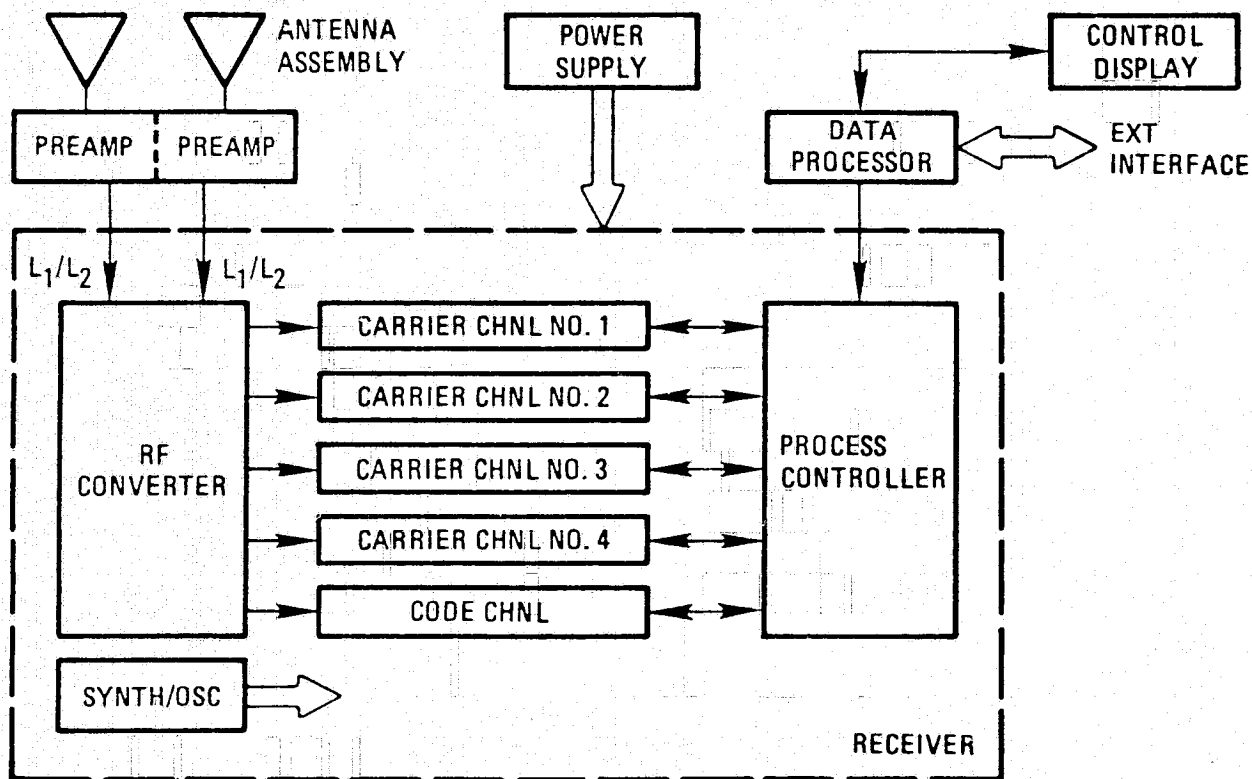 ANTENNA
ASSEMBLY
POWER
SUPPLY
CONTROL
DISPLAY
PREAMP
PREAMP
DATA
PROCESSOR
EXT
INTERFACE
L₁/L₂
L₁/L₂
CARRIER CHNL NO. 1
CARRIER CHNL NO. 2
RF
CONVERTER
CARRIER CHNL NO. 3
PROCESS
CONTROLLER
CARRIER CHNL NO. 4
CODE CHNL
SYNTH/OSC
RECEIVER